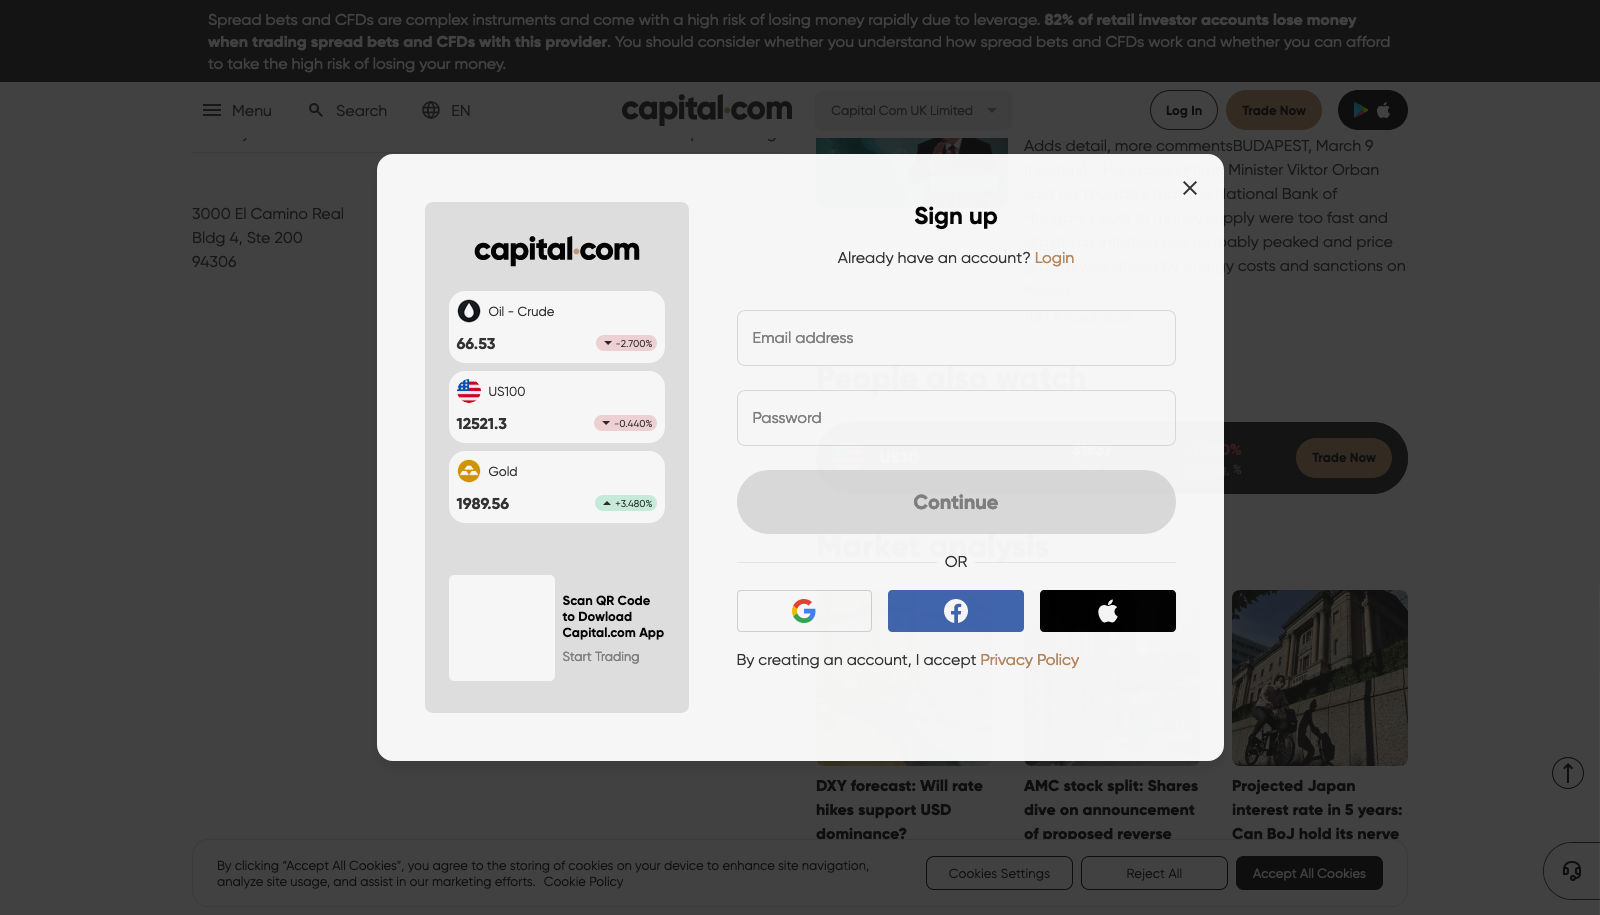 Spread bets and CFDs are complex instruments and come with a high risk of losing money rapidly due to leverage. 82% of retail investor accounts lose money
when trading spread bets and CFDs with this provider. You should consider whether you understand how spread bets and CFDs work and whether you can afford
to take the high risk of losing your money.
Menu
Search
EN
capital.com
Capital Com UK Limited
Log In
Trade Now
Adds detail, more commentsBUDAPEST, March 9
Minister Viktor Orban
National Bank of
pply were too fast and
bably peaked and price
y costs and sanctions on
3000 El Camino Real
Bldg 4, Ste 200
94306
capital.com
Oil - Crude
66.53
-2.700%
US100
12521.3
-0.440%
Gold
1989.56
+3.480%
Scan QR Code
to Dowload
Capital.com App
Start Trading
Sign up
Already have an account? Login
Email address
People also watch
Password
Trade Now
Continue
Market analysis
OR
By creating an account, I accept Privacy Policy
DXY forecast: Will rate
hikes support USD
dominance?
AMC stock split: Shares
dive on announcement
of proposed reverse
Projected Japan
interest rate in 5 years:
Can BoJ hold its nerve
By clicking “Accept All Cookies”, you agree to the storing of cookies on your device to enhance site navigation,
analyze site usage, and assist in our marketing efforts. Cookie Policy
Cookies Settings
Reject All
Accept All Cookies